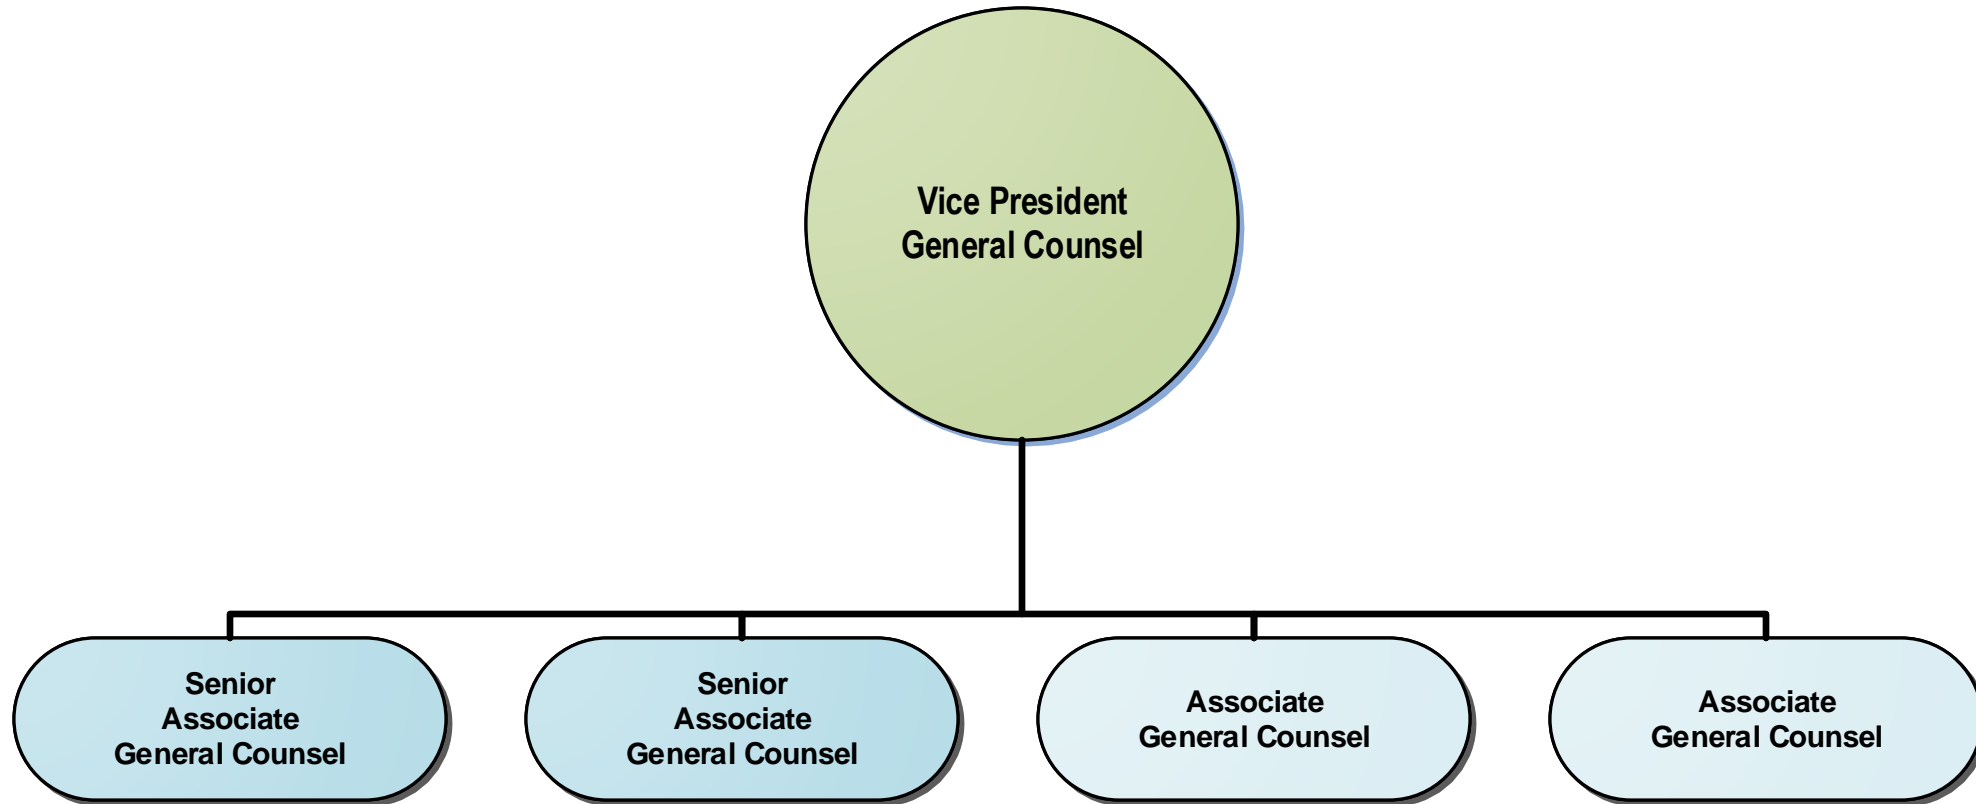 Vice President
General Counsel
Senior
Associate
General Counsel
Senior
Associate
General Counsel
Associate
General Counsel
Associate
General Counsel